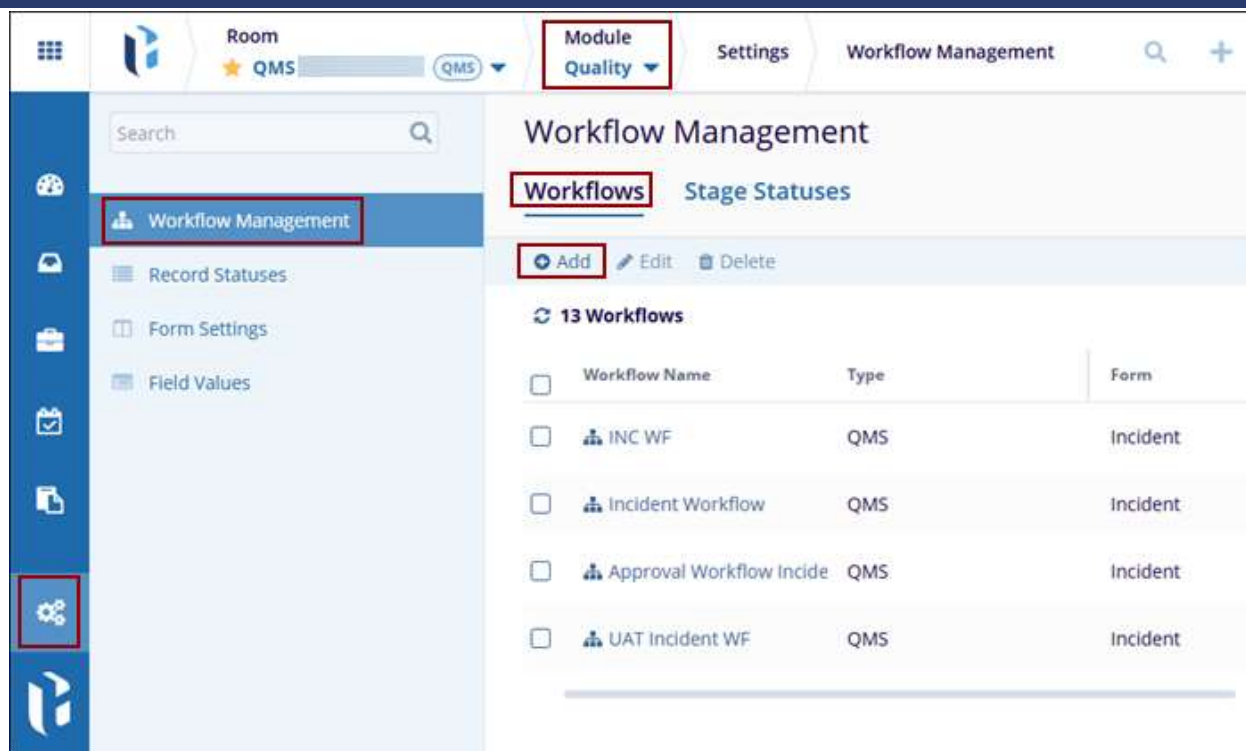 Room
QMS
QMS
Module
Quality
Settings
Workflow Management
Search
Workflow Management
Record Statuses
Form Settings
Field Values
Workflow Management
Workflows Stage Statuses
Add Edit Delete
13 Workflows
Workflow Name Type Form
INC WF QMS Incident
Incident Workflow QMS Incident
Approval Workflow Incide QMS Incident
UAT Incident WF QMS Incident